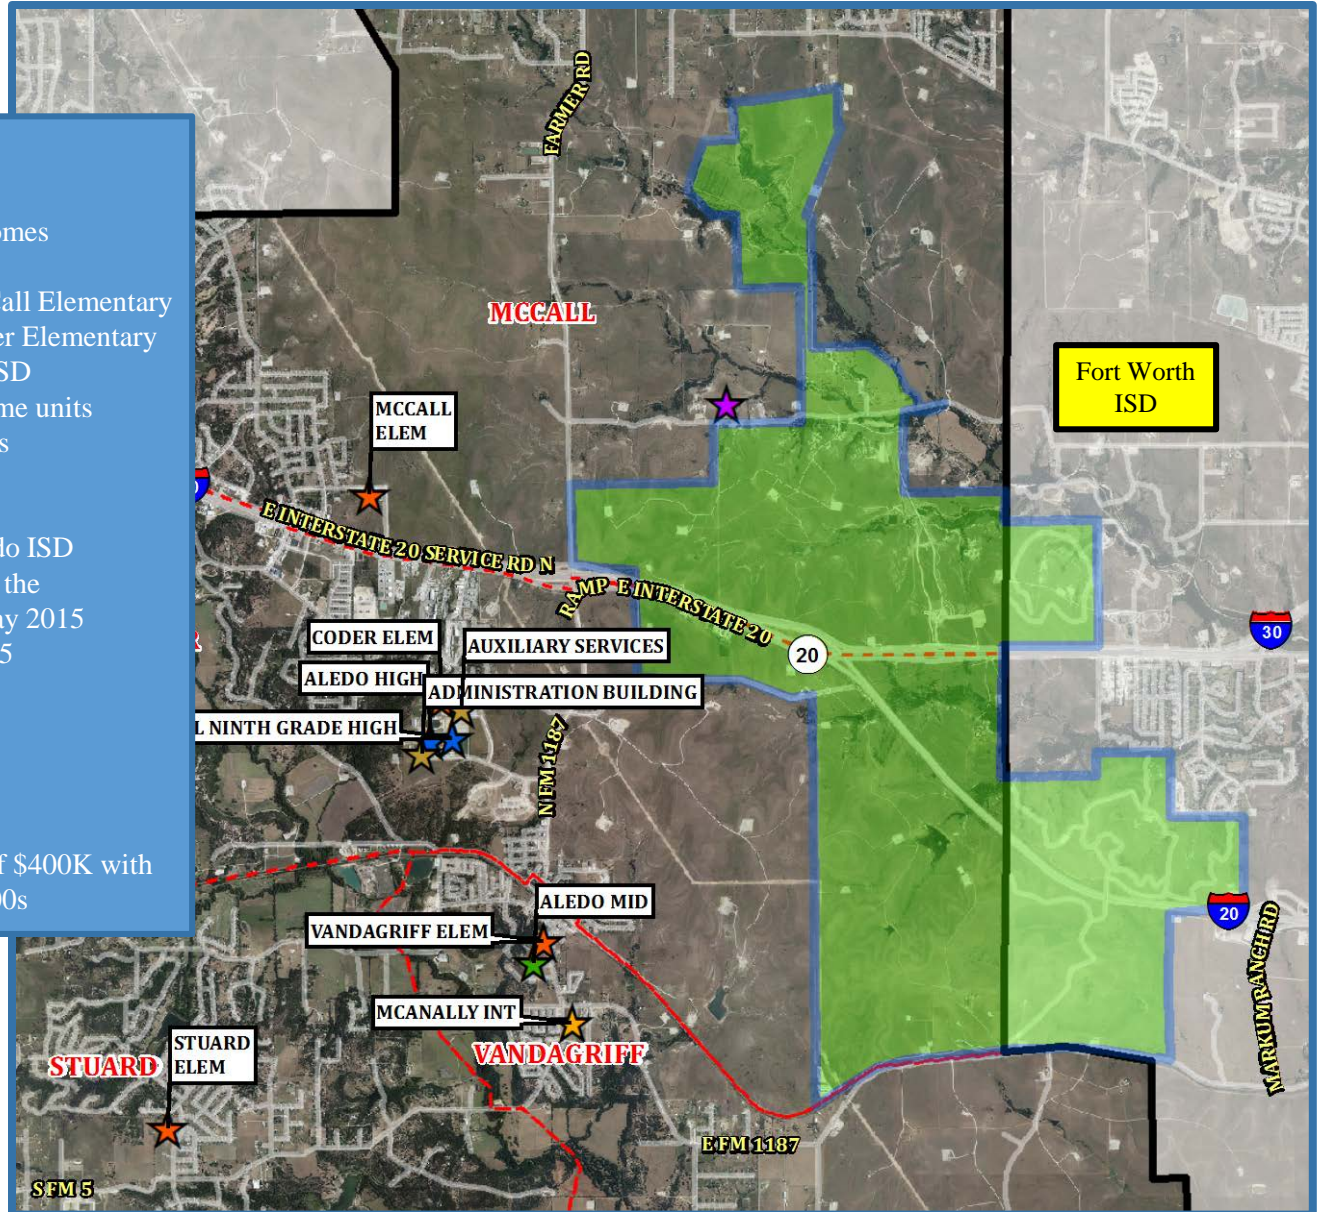 omes
all Elementary
er Elementary
SD
me units
s
do ISD
the
ay 2015
5
f $400K with
00s
FARMER RD
MCCALL
Fort Worth
ISD
MCCALL
ELEM
E INTERSTATE 20 SERVICE RD N
RAMP E INTERSTATE 20
20
30
CODER ELEM
AUXILIARY SERVICES
ALEDO HIGH
ADMINISTRATION BUILDING
L NINTH GRADE HIGH
N FM 1187
ALEDO MID
VANDAGRIFF ELEM
20
MARKUM RANCH RD
MCANALLY INT
VANDAGRIFF
STUARD
STUARD
ELEM
E FM 1187
S FM 5